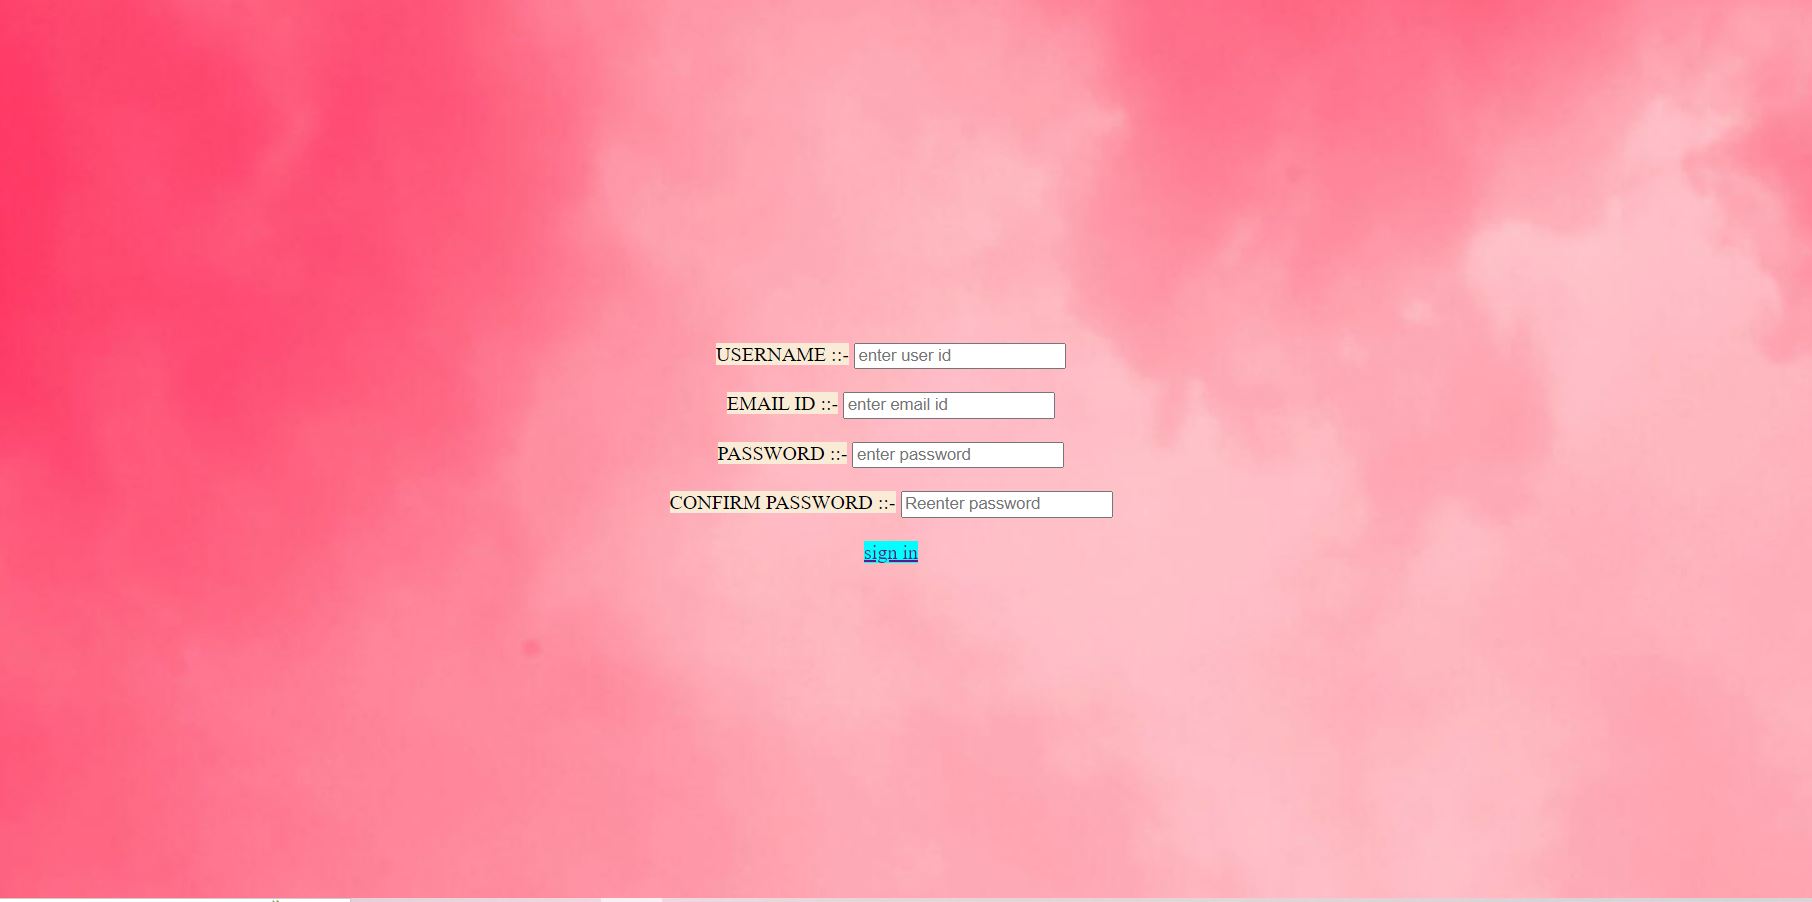 USERNAME ::- enter user id
EMAIL ID ::- enter email id
PASSWORD ::- enter password
CONFIRM PASSWORD ::- Reenter password
sign in